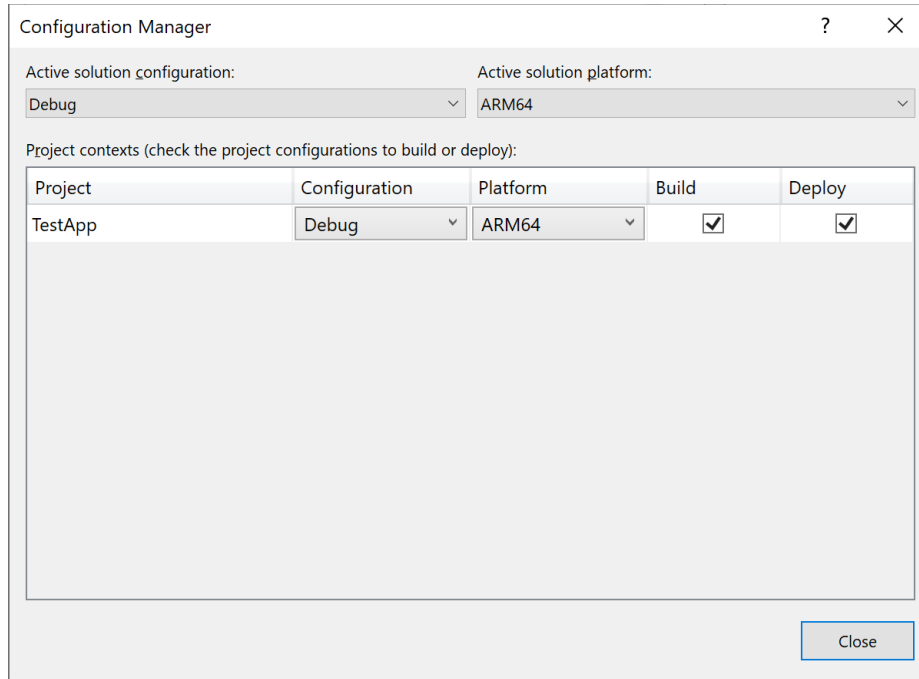 Configuration Manager ?
Active solution configuration: Active solution platform:
Debug ARM64
Project contexts (check the project configurations to build or deploy):
Project Configuration Platform Build Deploy
TestApp Debug ARM64
Close